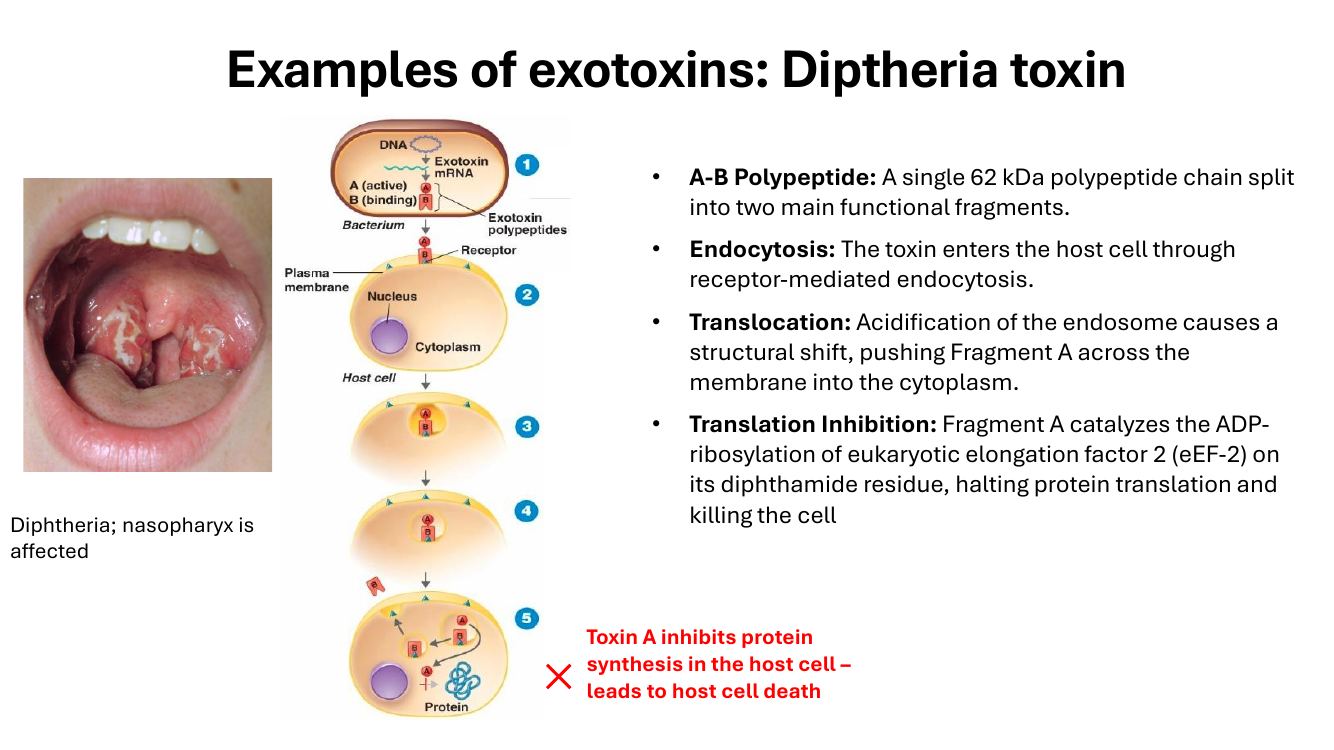 Examples of exotoxins: Diptheria toxin
DNA
Exotoxin
mRNA
1
A (active)
B (binding)
A
B
Exotoxin
polypeptides
Bacterium
A
B
Receptor
Plasma
membrane
Nucleus
2
Cytoplasm
Host cell
A
B
3
A
B
4
B
5
A
B
B
A
Protein
Diphtheria; nasopharyx is
affected
• A-B Polypeptide: A single 62 kDa polypeptide chain split
into two main functional fragments.
• Endocytosis: The toxin enters the host cell through
receptor-mediated endocytosis.
• Translocation: Acidification of the endosome causes a
structural shift, pushing Fragment A across the
membrane into the cytoplasm.
• Translation Inhibition: Fragment A catalyzes the ADP-
ribosylation of eukaryotic elongation factor 2 (eEF-2) on
its diphthamide residue, halting protein translation and
killing the cell
Toxin A inhibits protein
synthesis in the host cell –
leads to host cell death